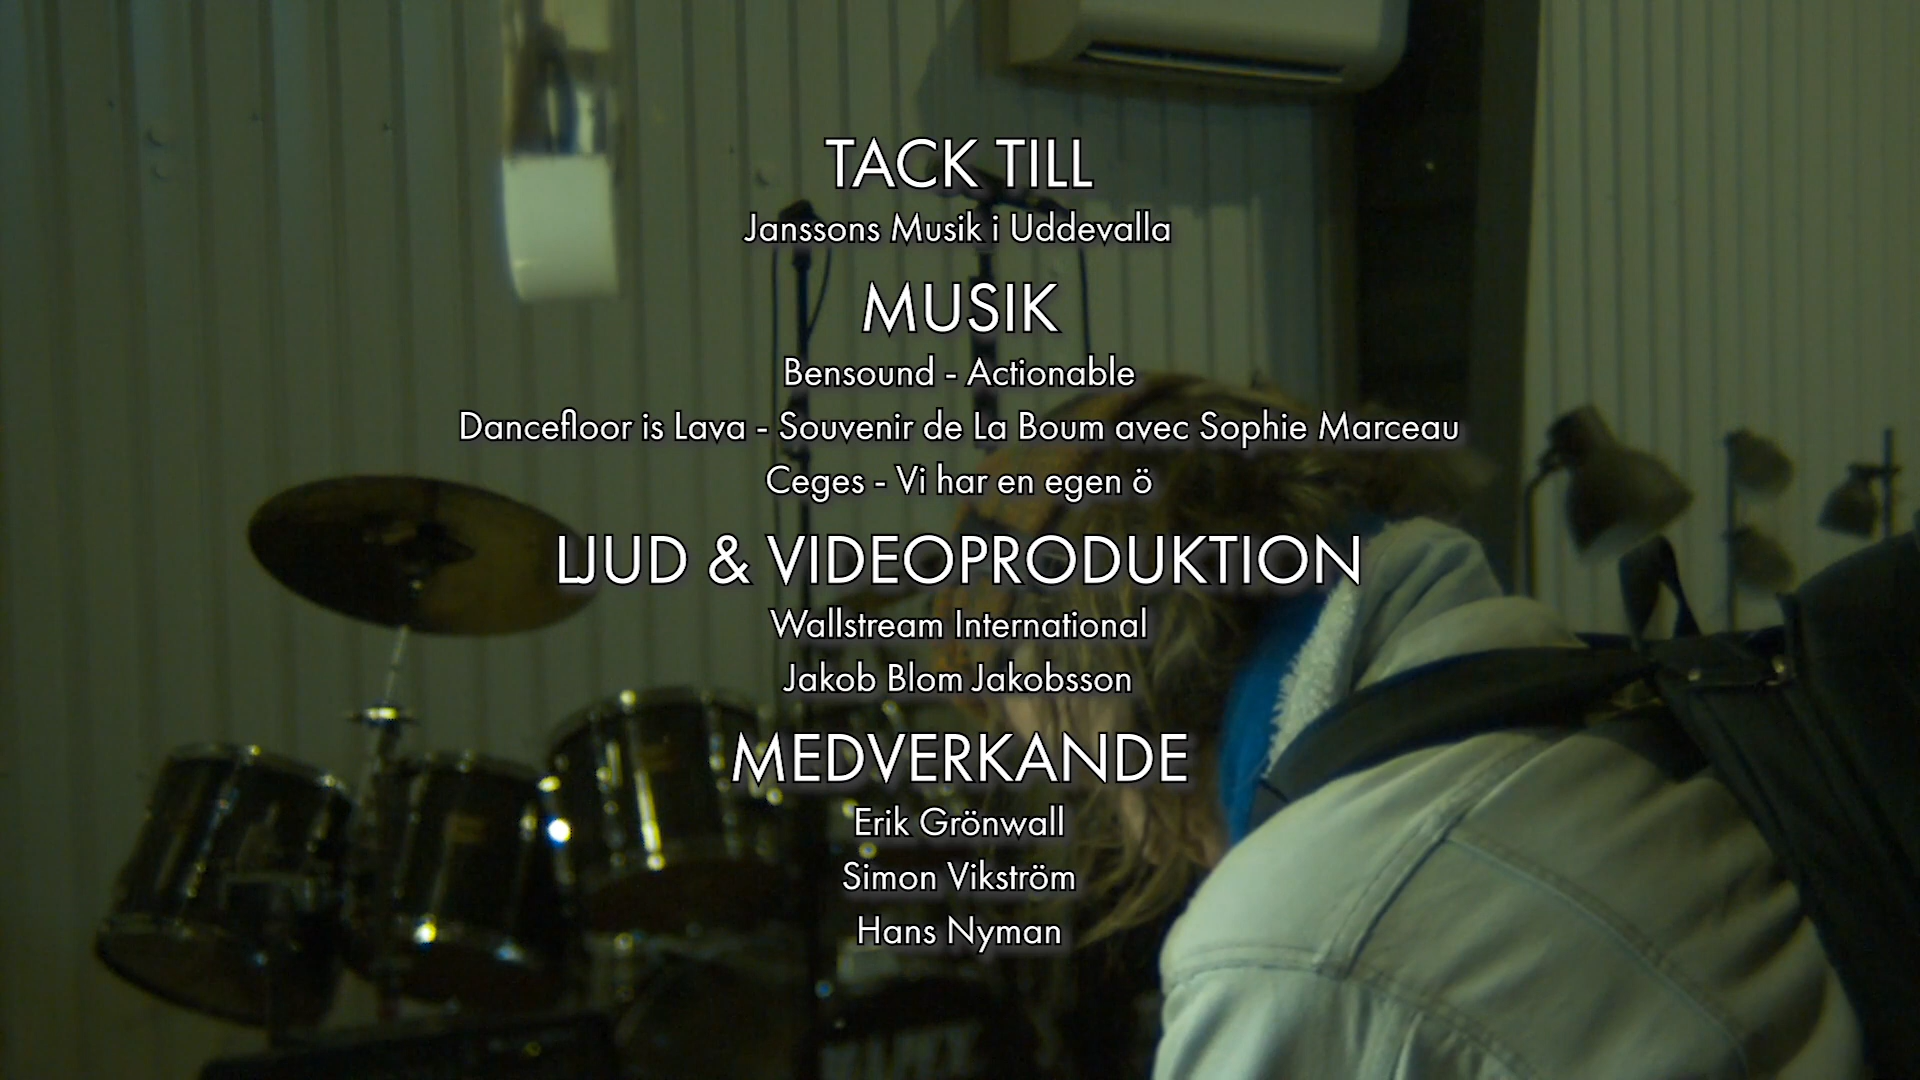 TACK TILL
Janssons Musik i Uddevalla
MUSIK
Bensound - Actionable
Dancefloor is Lava - Souvenir de La Boum avec Sophie Marceau
Ceges - Vi har en egen ö
LJUD & VIDEOPRODUKTION
Wallstream International
Jakob Blom Jakobsson
MEDVERKANDE
Erik Grönwall
Simon Vikström
Hans Nyman